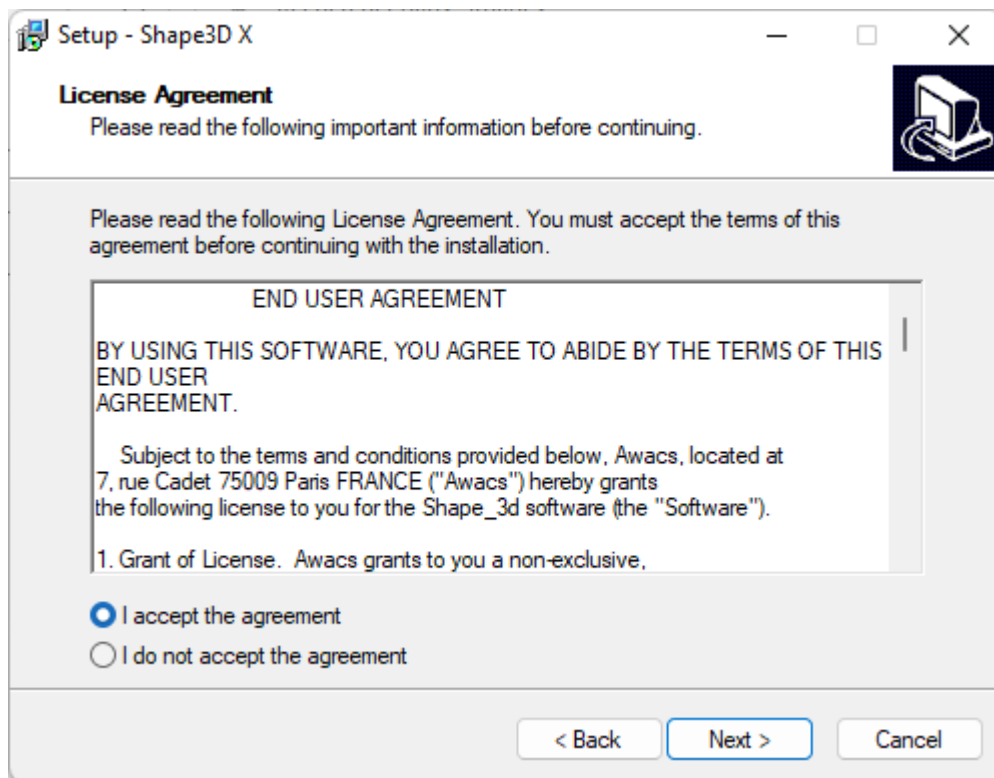 Setup - Shape3D X
License Agreement
Please read the following important information before continuing.
Please read the following License Agreement. You must accept the terms of this
agreement before continuing with the installation.
END USER AGREEMENT
BY USING THIS SOFTWARE, YOU AGREE TO ABIDE BY THE TERMS OF THIS
END USER
AGREEMENT.
Subject to the terms and conditions provided below, Awacs, located at
7, rue Cadet 75009 Paris FRANCE ("Awacs") hereby grants
the following license to you for the Shape_3d software (the "Software").
1. Grant of License.  Awacs grants to you a non-exclusive,
I accept the agreement
I do not accept the agreement
< Back
Next >
Cancel